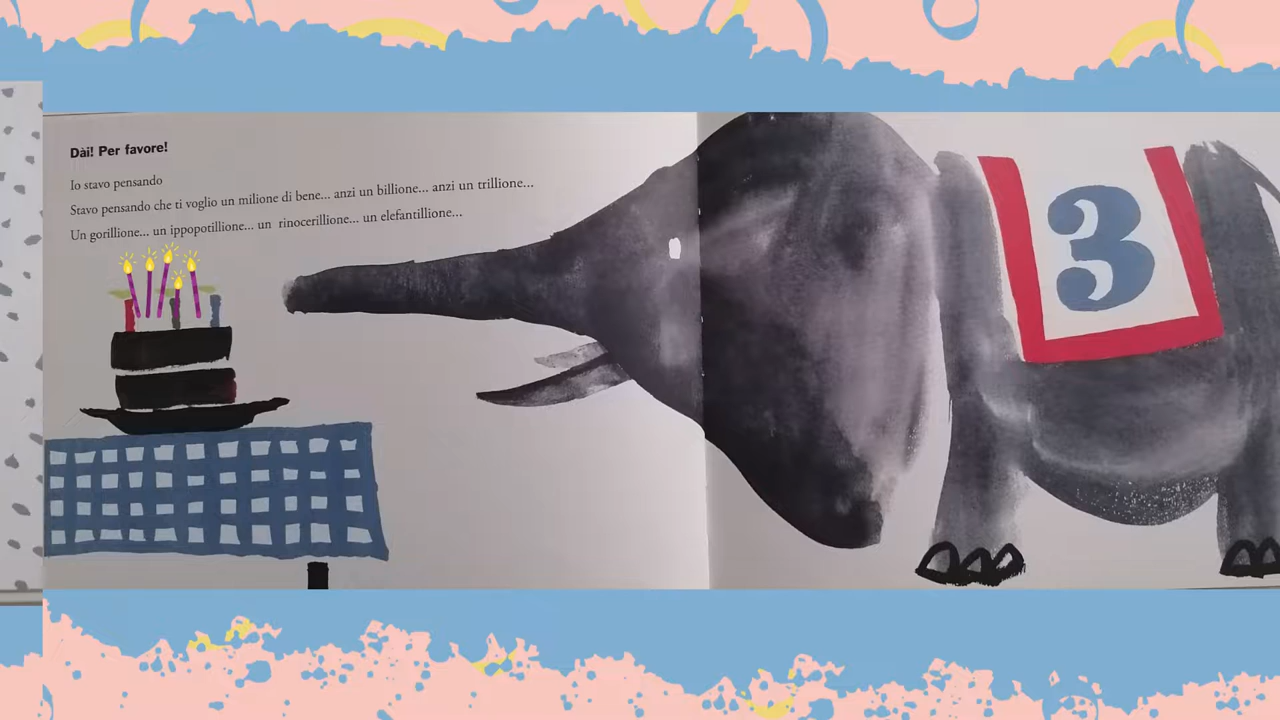 Dài! Per favore!
Io stavo pensando
Stavo pensando che ti voglio un milione di bene... anzi un billione... anzi un trillione...
Un gorillione... un ippopotillione... un rinocerillione... un elefantillione...
3